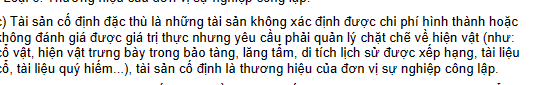 ) Tài sản cố định đặc thù là những tài sản không xác định được chi phí hình thành hoặc
không đánh giá được giá trị thực nhưng yêu cầu phải quản lý chặt chẽ về hiện vật (như:
cổ vật, hiện vật trưng bày trong bảo tàng, lăng tẩm, di tích lịch sử được xếp hạng, tài liệu
cổ, tài liệu quý hiếm...), tài sản cố định là thương hiệu của đơn vị sự nghiệp công lập.